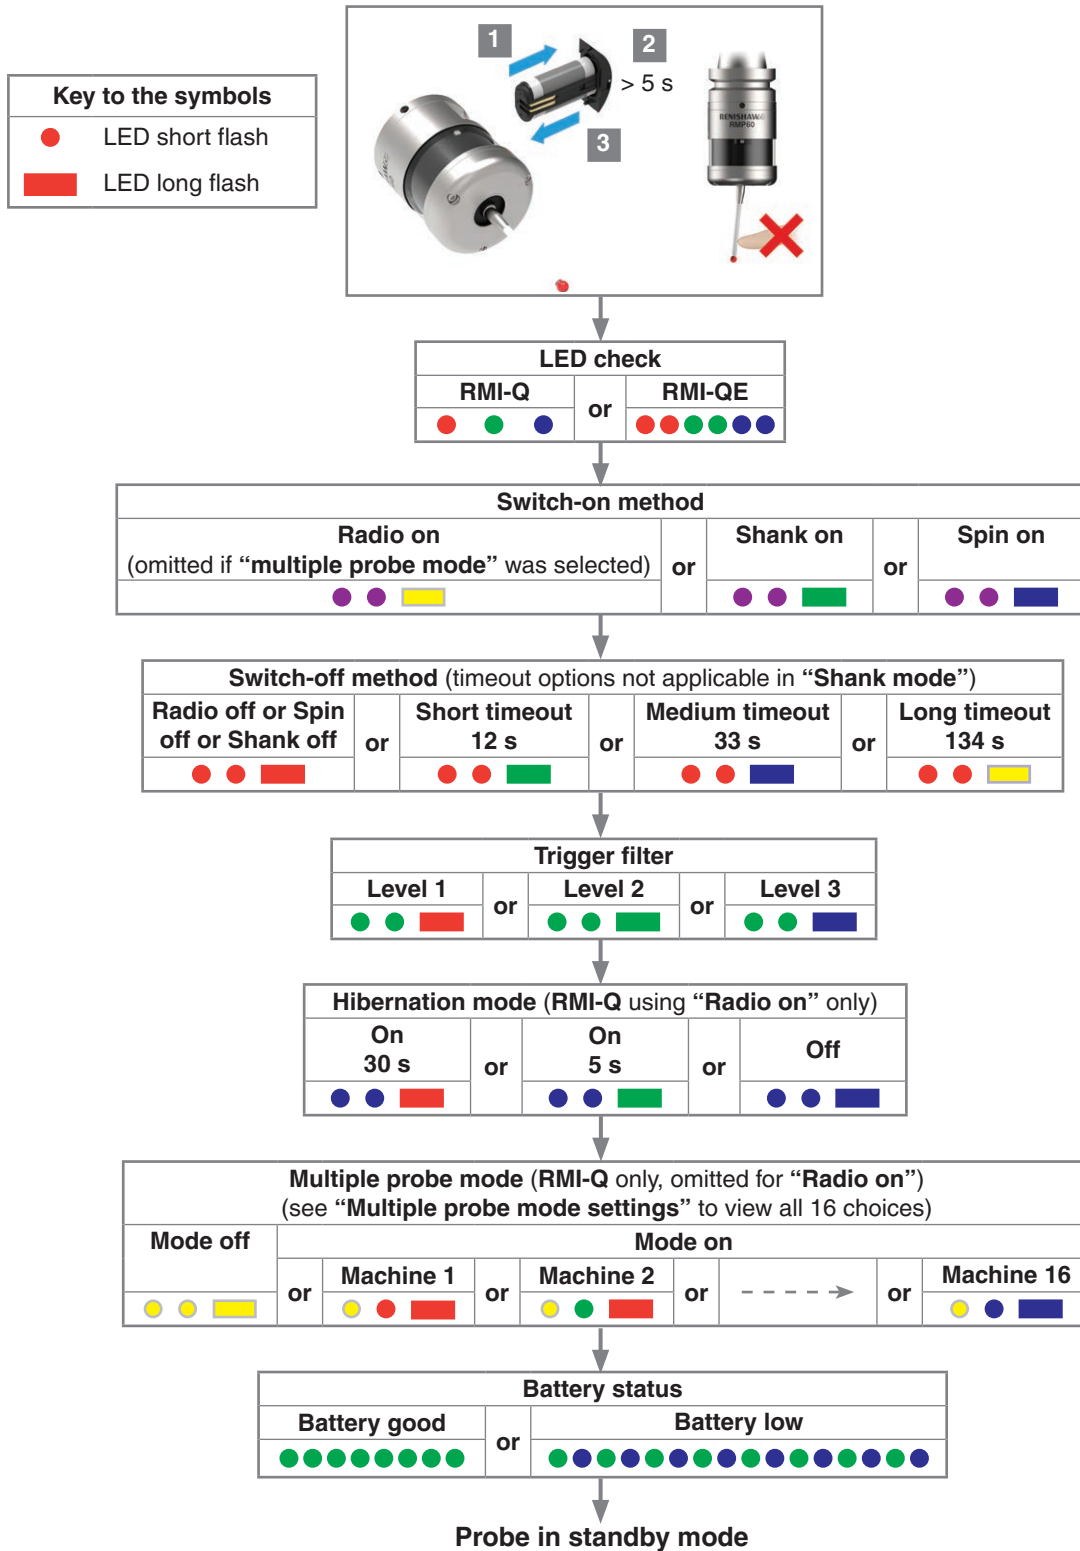 Key to the symbols
LED short flash
LED long flash
1
2
> 5 s
3
RENISHAW
RMP60
LED check
RMI-Q
or
RMI-QE
Switch-on method
Radio on
(omitted if “multiple probe mode” was selected)
or
Shank on
or
Spin on
Switch-off method (timeout options not applicable in “Shank mode”)
Radio off or Spin
off or Shank off
or
Short timeout
12 s
or
Medium timeout
33 s
or
Long timeout
134 s
Trigger filter
Level 1
or
Level 2
or
Level 3
Hibernation mode (RMI-Q using “Radio on” only)
On
30 s
or
On
5 s
or
Off
Multiple probe mode (RMI-Q only, omitted for “Radio on”)
(see “Multiple probe mode settings” to view all 16 choices)
Mode off
Mode on
or
Machine 1
or
Machine 2
or
or
Machine 16
Battery status
Battery good
or
Battery low
Probe in standby mode